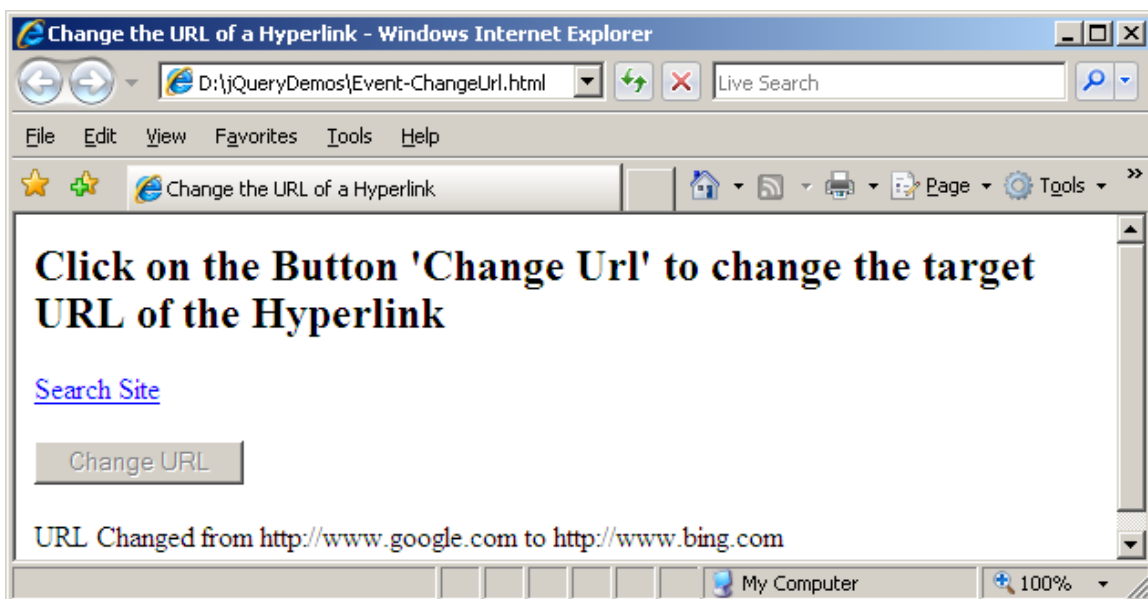 Change the URL of a Hyperlink - Windows Internet Explorer
D:\jQueryDemos\Event-ChangeUrl.html
Live Search
File Edit View Favorites Tools Help
Change the URL of a Hyperlink
Page Tools »
Click on the Button 'Change Url' to change the target
URL of the Hyperlink
Search Site
Change URL
URL Changed from http://www.google.com to http://www.bing.com
My Computer 100%